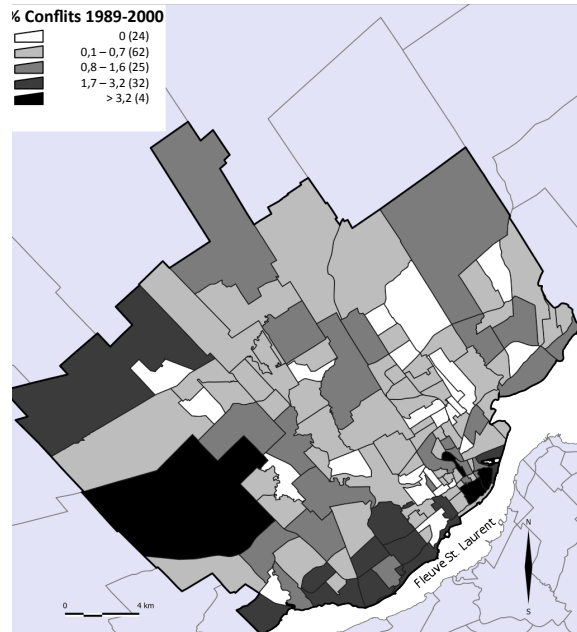 % Conflits 1989-2000
0 (24)
0,1 – 0,7 (62)
0,8 – 1,6 (25)
1,7 – 3,2 (32)
> 3,2 (4)
Fleuve St. Laurent
N
S
0 4 km